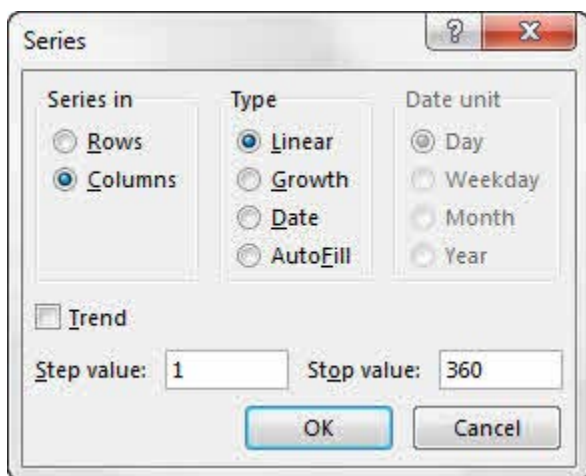 Series
Series in
Rows
Columns
Type
Linear
Growth
Date
AutoFill
Date unit
Day
Weekday
Month
Year
Trend
Step value: 1
Stop value: 360
OK
Cancel